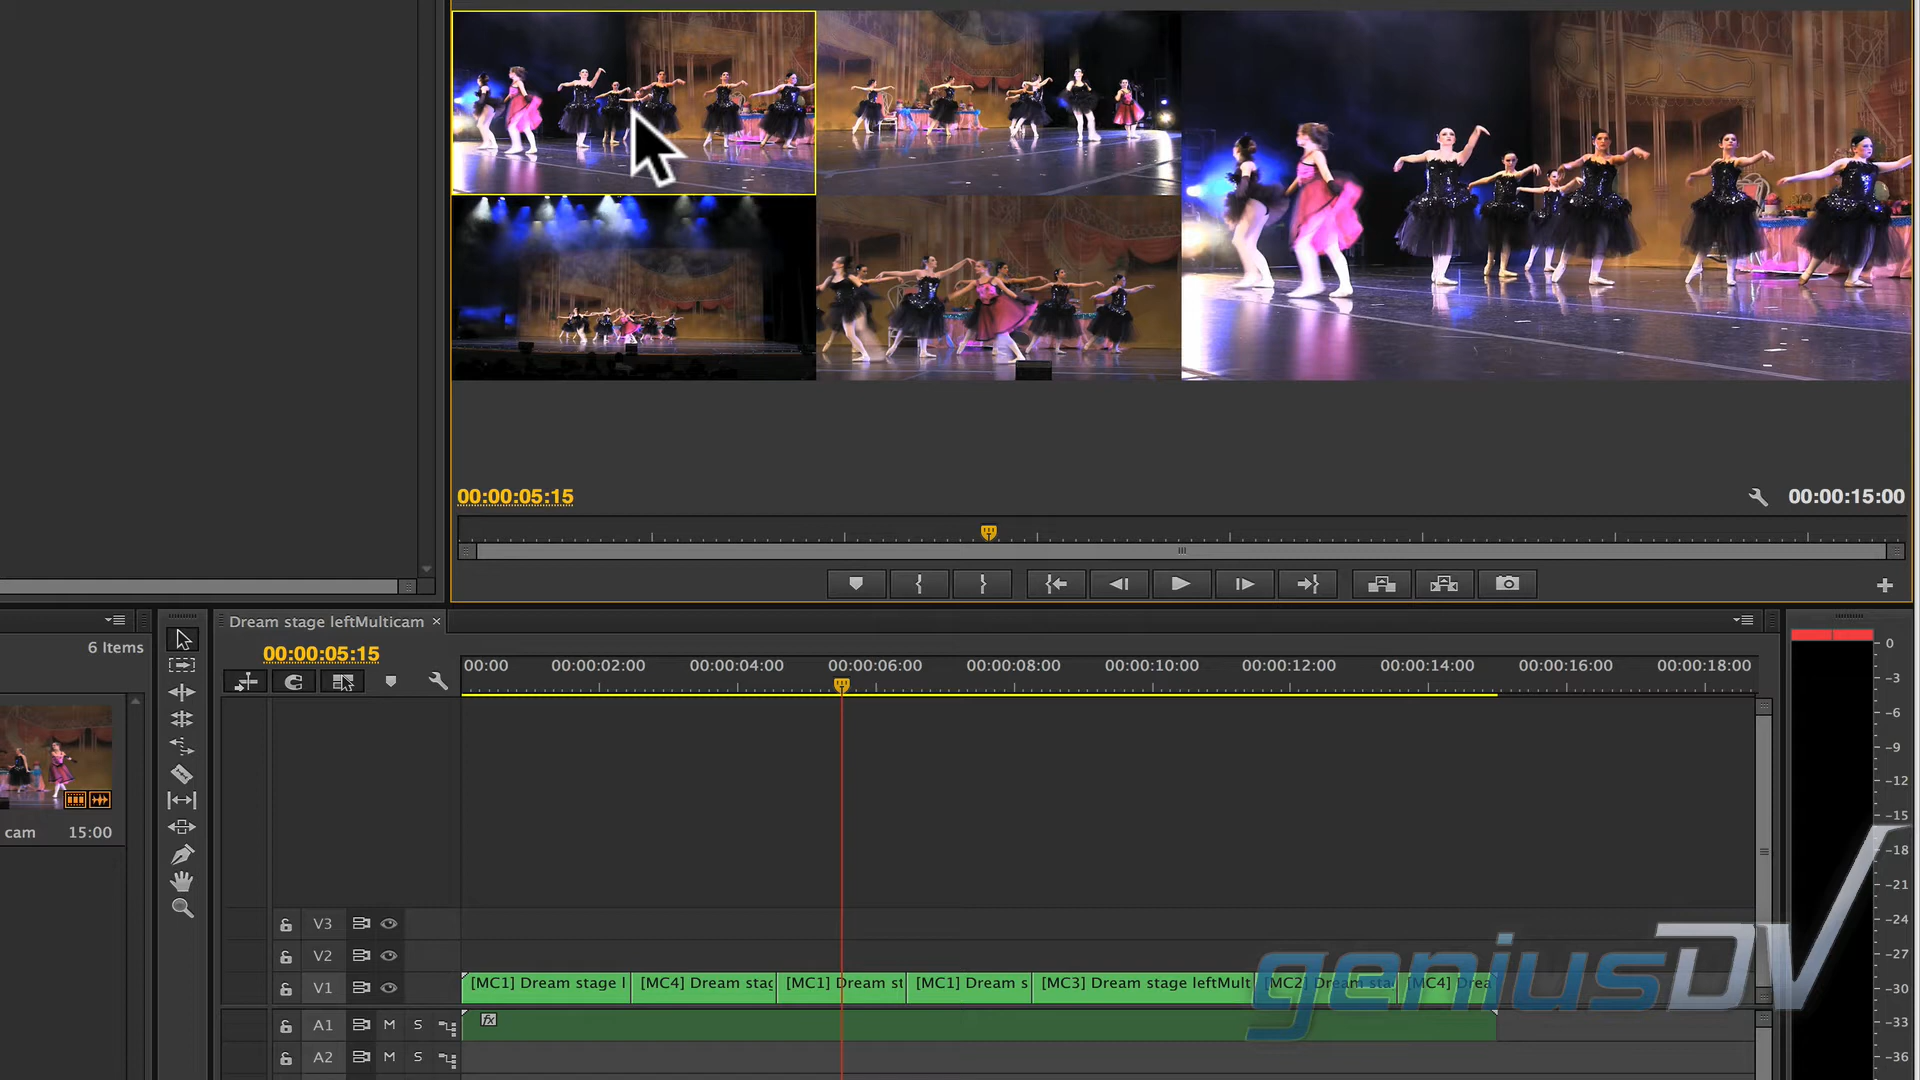 00:00:05:15
00:00:15:00
Dream stage leftMulticam ×
6 Items
00:00:05:15
00:00 00:00:02:00 00:00:04:00 00:00:06:00 00:00:08:00 00:00:10:00 00:00:12:00 00:00:14:00 00:00:16:00 00:00:18:00
cam 15:00
V3
V2
V1
[MC1] Dream stage l
[MC4] Dream stag
[MC1] Dream st
[MC1] Dream s
[MC3] Dream stage leftMult
[MC2] Dream sta
[MC4] Drea
A1 M S
fx
A2 M S
0
-3
-6
-9
-12
-15
-18
-21
-24
-27
-30
-33
-36
geniusDV